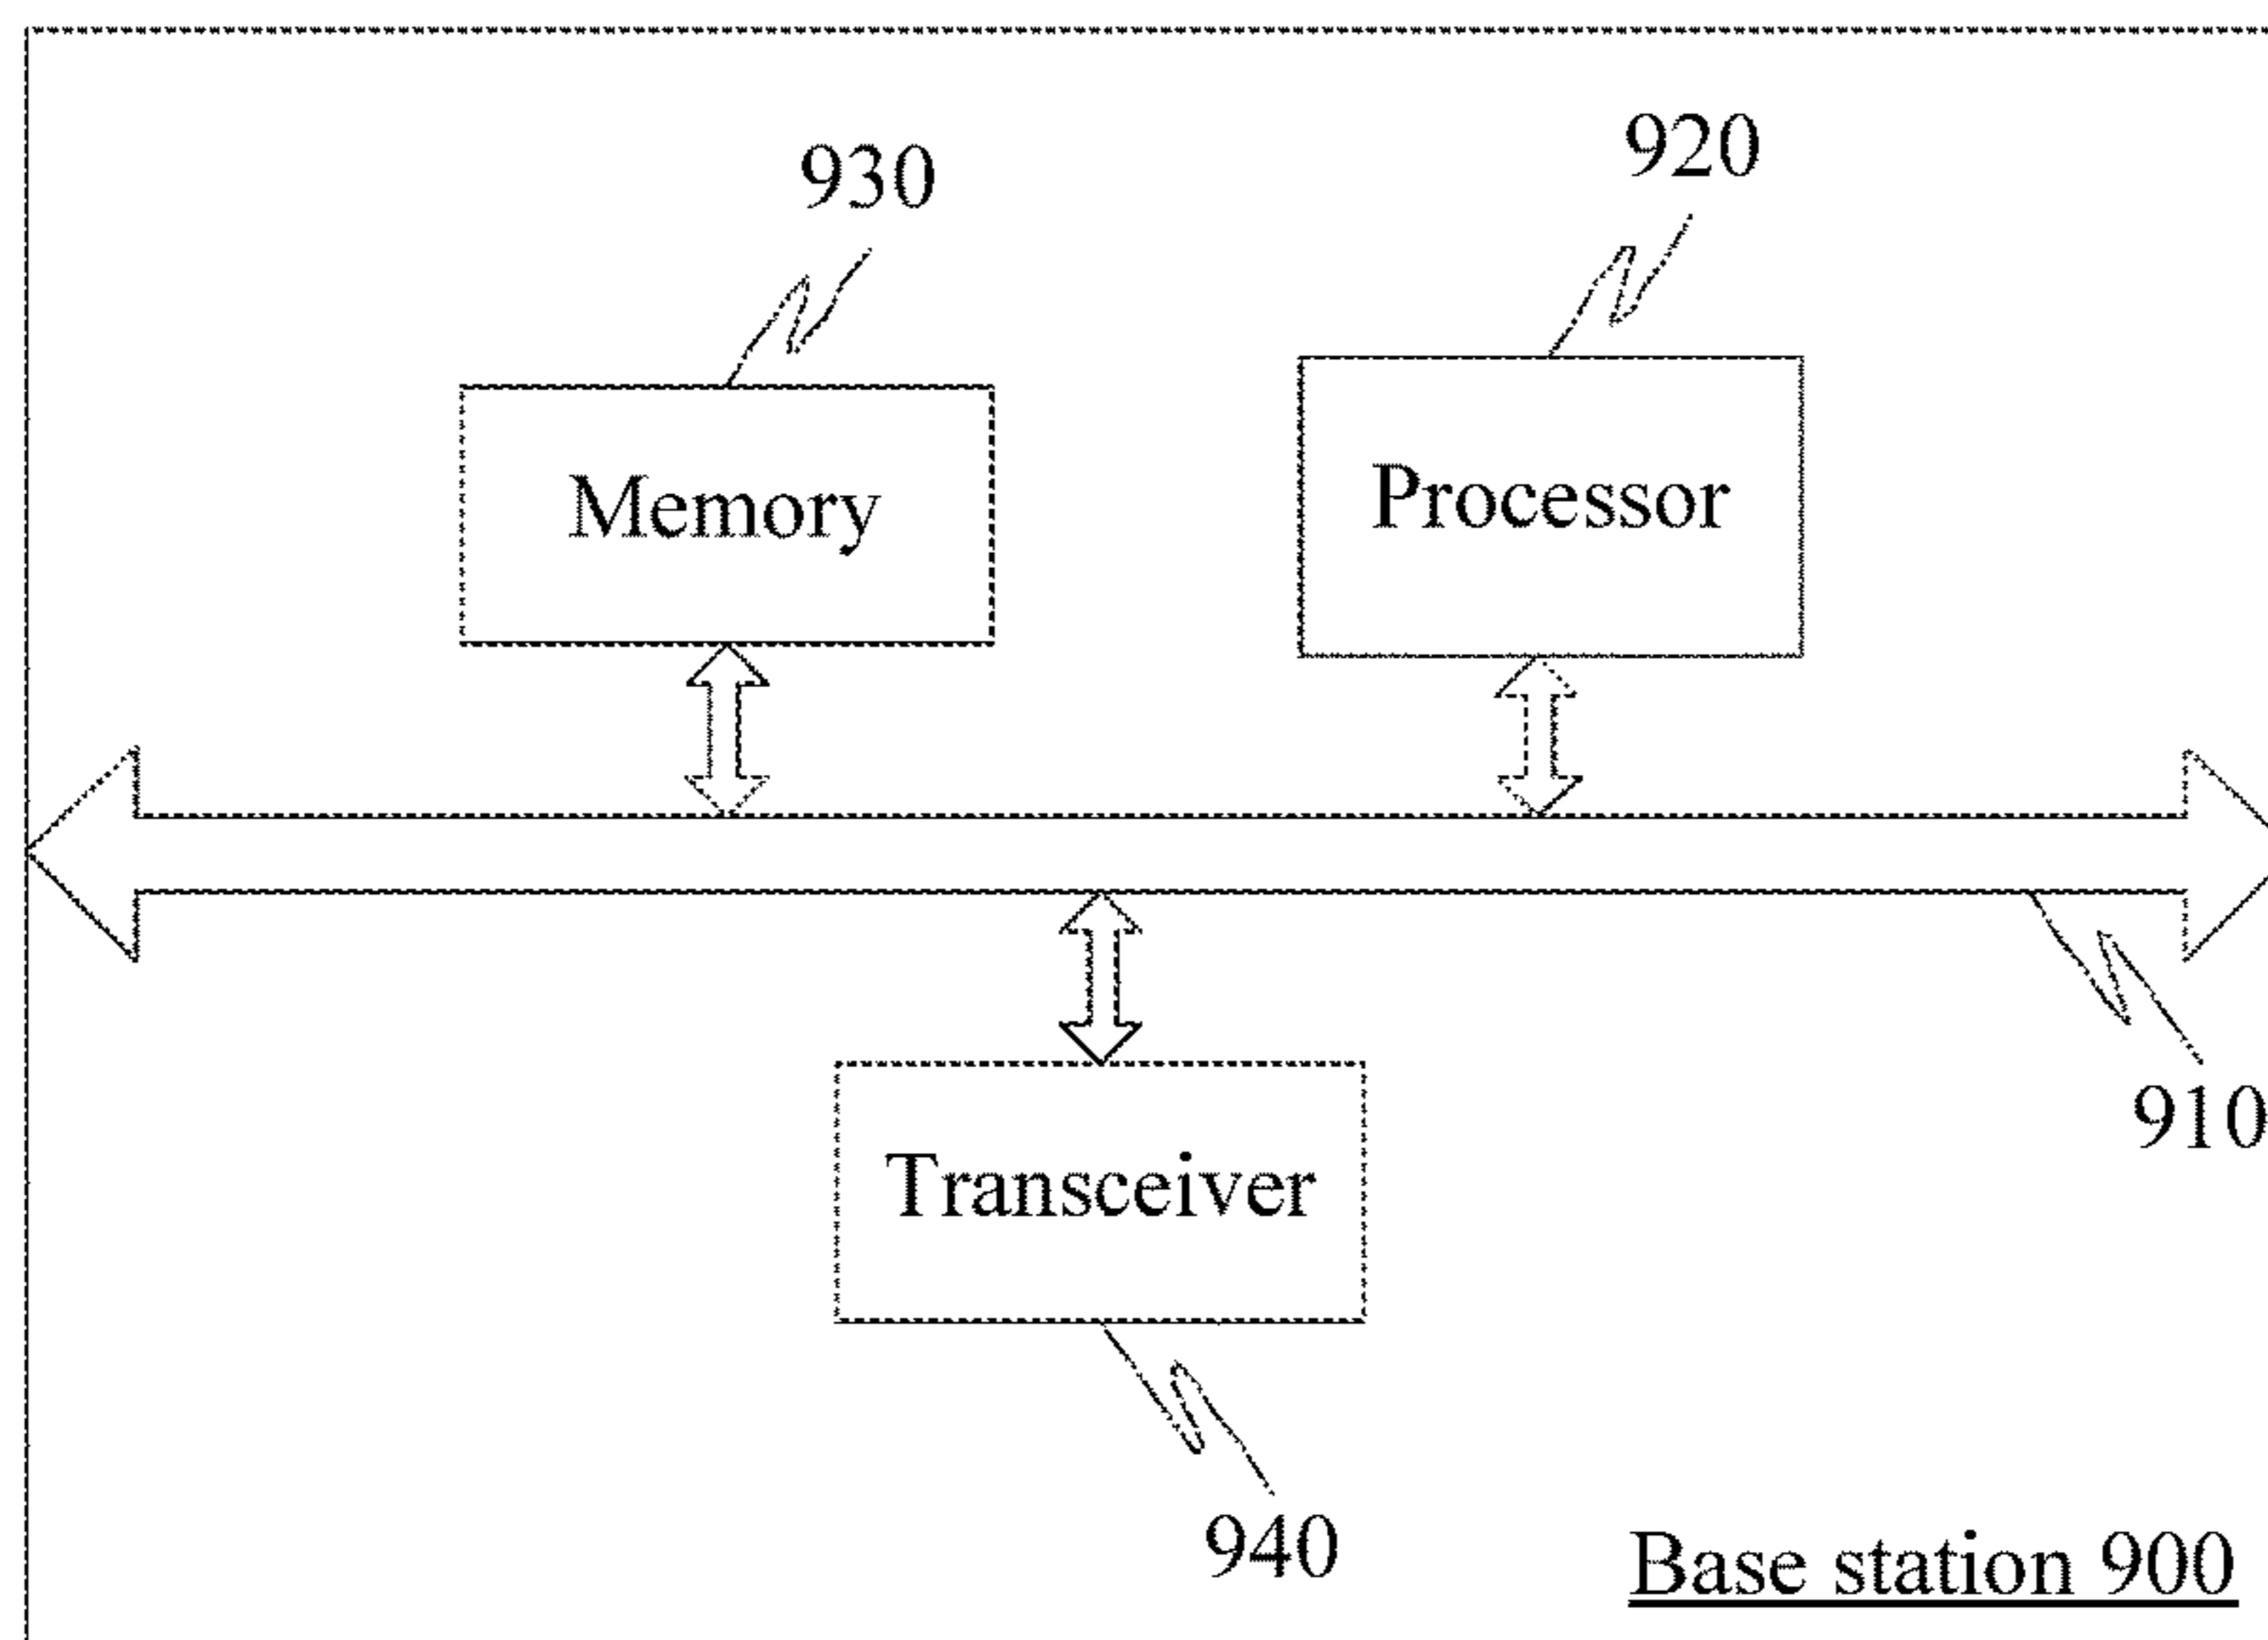 930
920
Memory
Processor
910
Transceiver
940
Base station 900